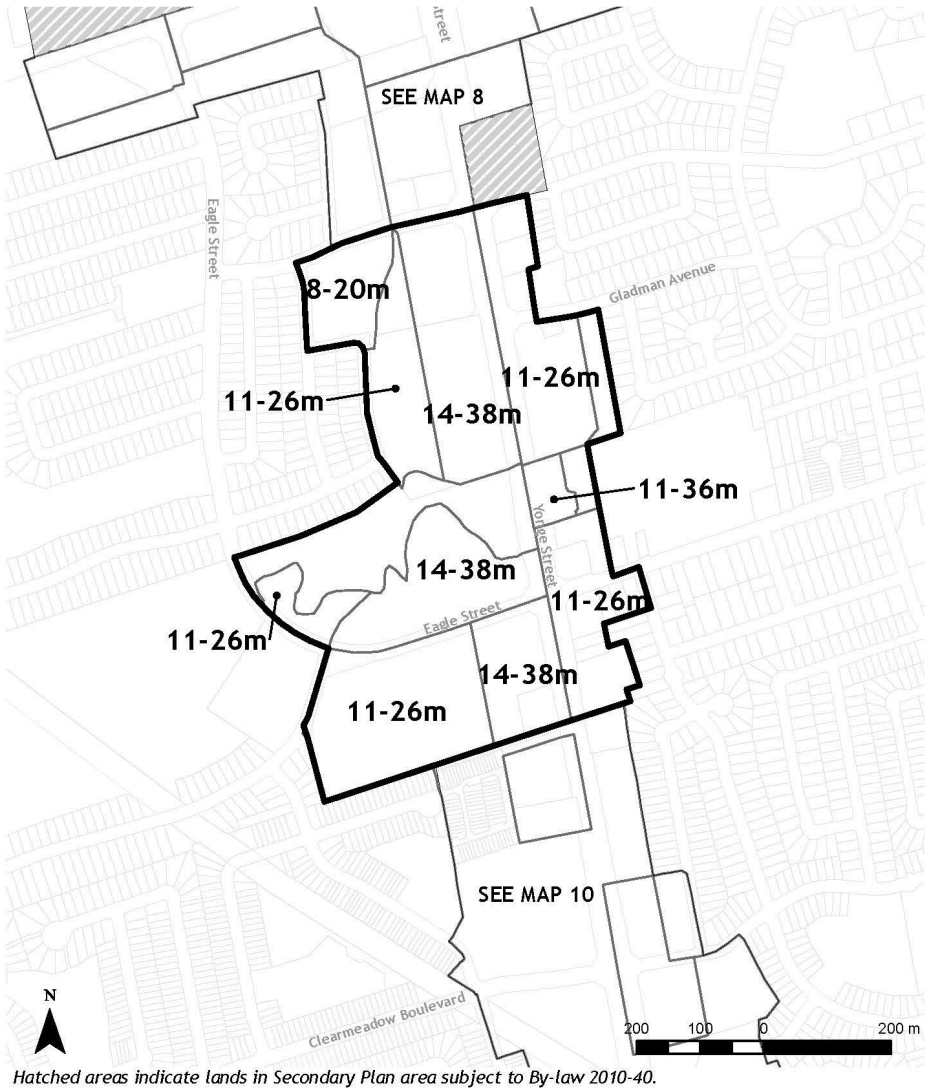 Street
SEE MAP 8
Eagle Street
Gladman Avenue
8-20m
11-26m
11-26m
14-38m
11-36m
Yonge Street
14-38m
11-26m
Eagle Street
11-26m
14-38m
11-26m
SEE MAP 10
N
Clearmeadow Boulevard
200 100 0 200 m
Hatched areas indicate lands in Secondary Plan area subject to By-law 2010-40.